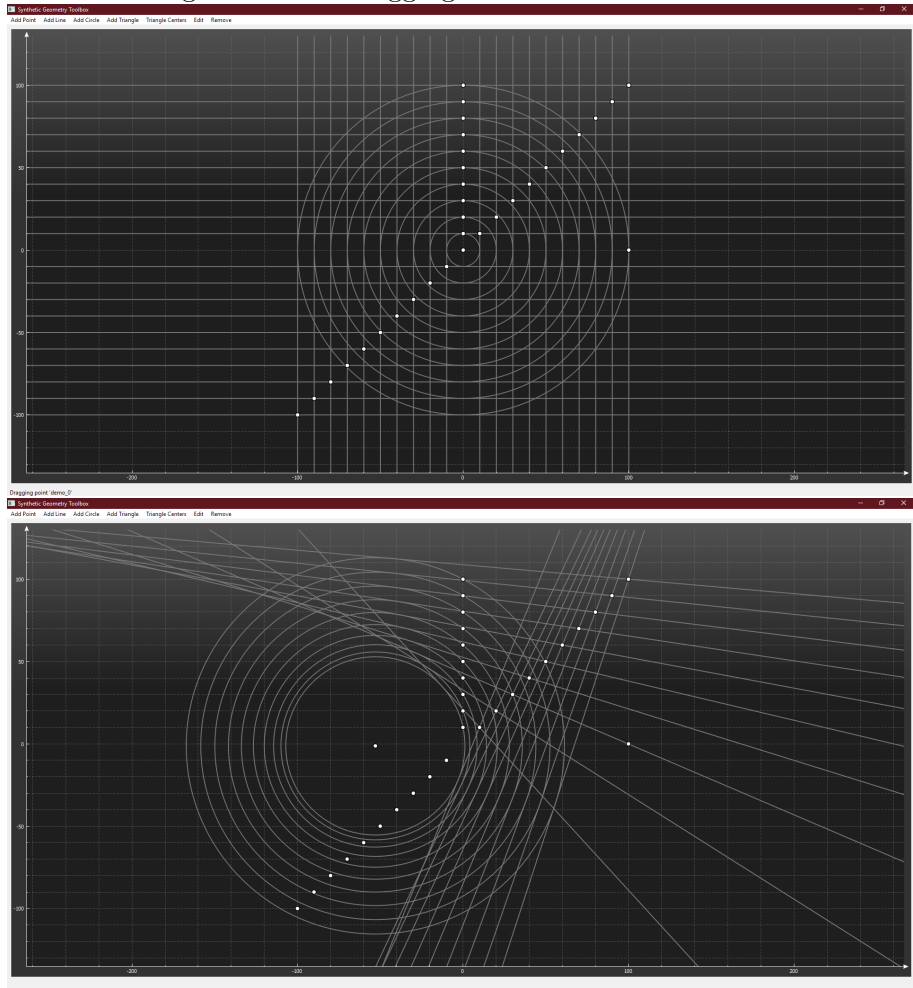 Synthetic Geometry Toolbox
Add Point Add Line Add Circle Add Triangle Triangle Centers Edit Remove
100
50
0
-50
-100
-200 -100 0 100 200
Dragging point 'demo_0'
Synthetic Geometry Toolbox
Add Point Add Line Add Circle Add Triangle Triangle Centers Edit Remove
100
50
0
-50
-100
-200 -100 0 100 200